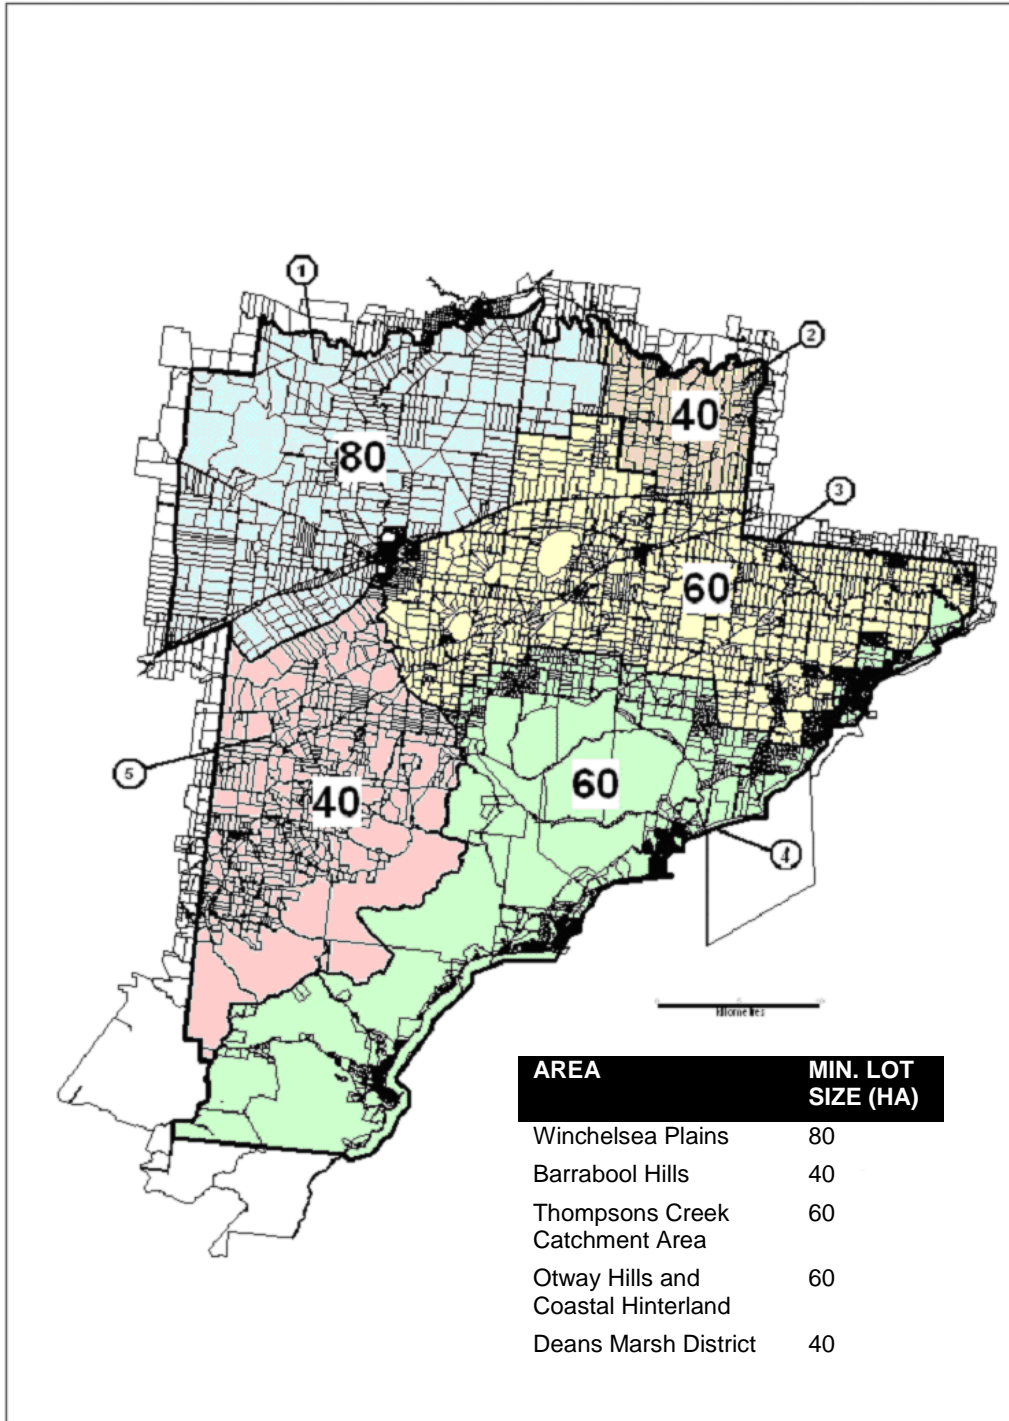 1
2
40
80
3
60
5
40
60
4
kilometres
AREA MIN. LOT
SIZE (HA)
Winchelsea Plains 80
Barrabool Hills 40
Thompsons Creek 60
Catchment Area
Otway Hills and 60
Coastal Hinterland
Deans Marsh District 40